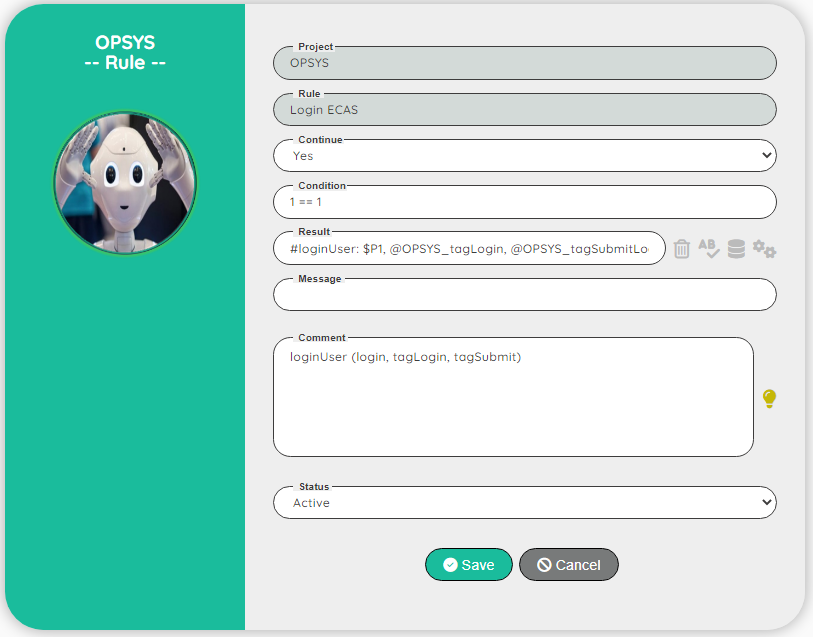 OPSYS
-- Rule --
Project
OPSYS
Rule
Login ECAS
Continue
Yes
Condition
1 == 1
Result
#loginUser: $P1, @OPSYS_tagLogin, @OPSYS_tagSubmitLo
AB
Message
Comment
loginUser (login, tagLogin, tagSubmit)
Status
Active
Save
Cancel